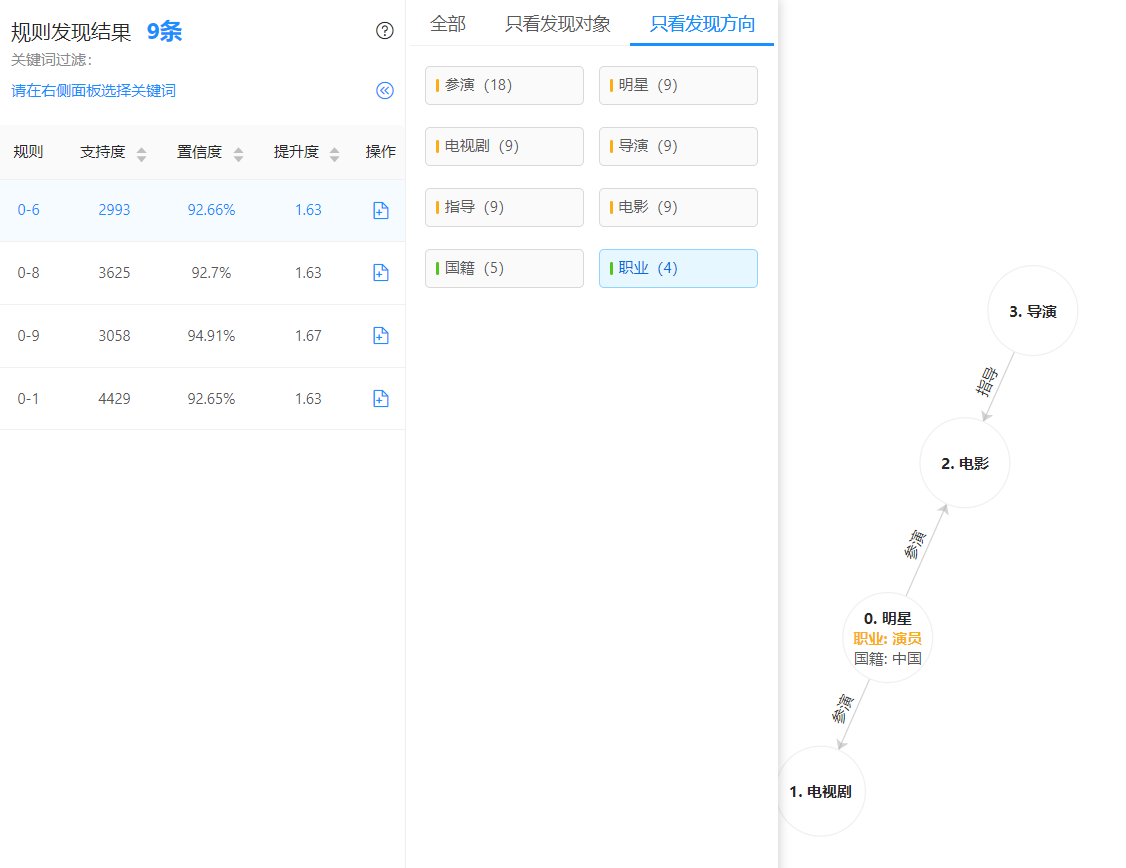 规则发现结果 9条
关键词过滤:
请在右侧面板选择关键词
规则 支持度 置信度 提升度 操作
0-6 2993 92.66% 1.63
0-8 3625 92.7% 1.63
0-9 3058 94.91% 1.67
0-1 4429 92.65% 1.63
全部 只看发现对象 只看发现方向
参演 (18) 明星 (9)
电视剧 (9) 导演 (9)
指导 (9) 电影 (9)
国籍 (5) 职业 (4)
3. 导演
指导
2. 电影
参演
0. 明星
职业: 演员
国籍: 中国
参演
1. 电视剧